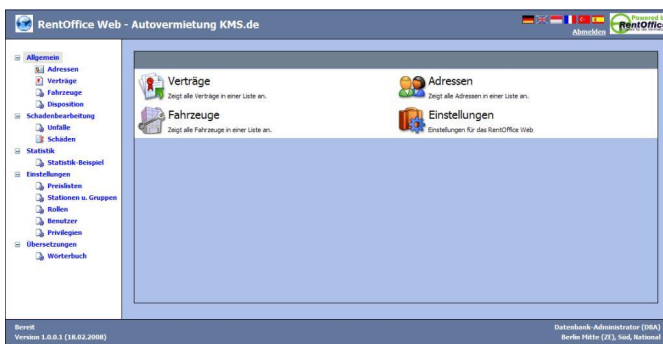 RentOffice Web - Autovermietung KMS.de
Abmelden
Powered b
RentOffic
Allgemein
Adressen
Verträge
Fahrzeuge
Disposition
Schadenbearbeitung
Unfälle
Schäden
Statistik
Statistik-Beispiel
Einstellungen
Preislisten
Stationen u. Gruppen
Rollen
Benutzer
Privilegien
Übersetzungen
Wörterbuch
Verträge
Zeigt alle Verträge in einer Liste an.
Adressen
Zeigt alle Adressen in einer Liste an.
Fahrzeuge
Zeigt alle Fahrzeuge in einer Liste an.
Einstellungen
Einstellungen für das RentOffice Web
Bereit
Version 1.0.0.1 (18.02.2008)
Datenbank-Administrator (DBA)
Berlin Mitte (ZE), Süd, National